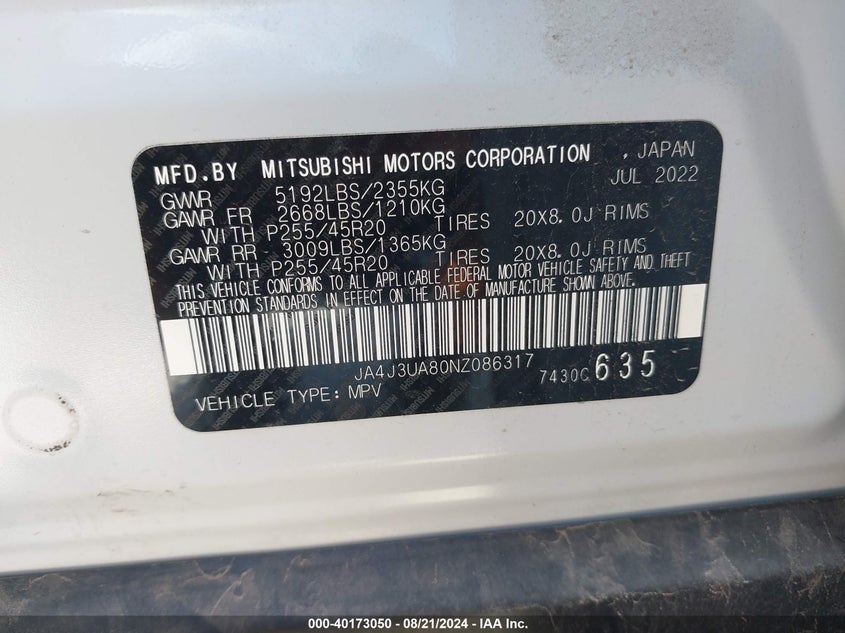 MFD.BY MITSUBISHI MOTORS CORPORATION , JAPAN
JUL 2022
GVWR 5192LBS/2355KG
GAWR FR 2668LBS/1210KG
WITH P255/45R20 TIRES 20X8.0J RIMS
GAWR RR 3009LBS/1365KG
WITH P255/45R20 TIRES 20X8.0J RIMS
THIS VEHICLE CONFORMS TO ALL APPLICABLE FEDERAL MOTOR VEHICLE SAFETY AND THEFT
PREVENTION STANDARDS IN EFFECT ON THE DATE OF MANUFACTURE SHOWN ABOVE.
JA4J3UA80NZ086317
7430C 635
VEHICLE TYPE: MPV
000-40173050 - 08/21/2024 - IAA Inc.